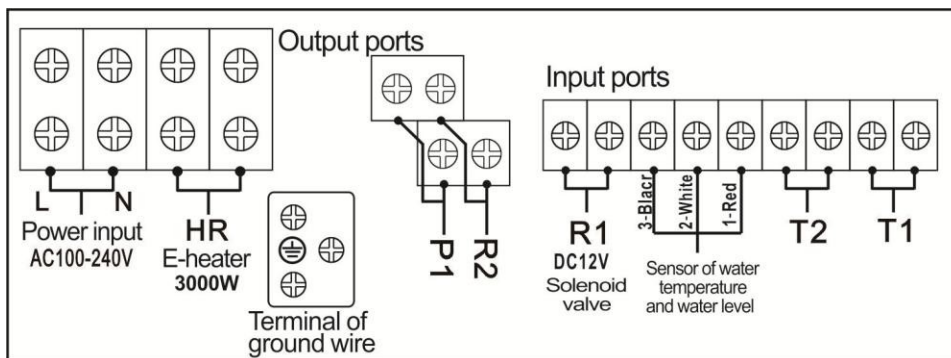 Output ports
Input ports
L
N
Power input
AC100-240V
HR
E-heater
3000W
Terminal of
ground wire
P1
R2
R1
DC12V
Solenoid
valve
3-Blacr
2-White
1-Red
Sensor of water
temperature
and water level
T2
T1